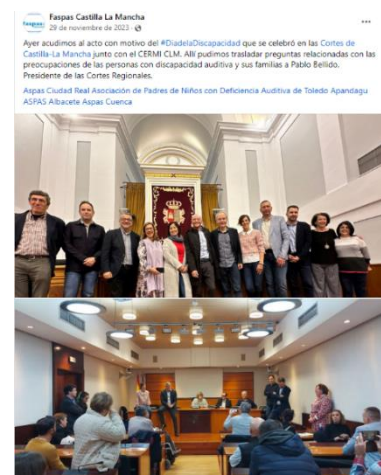 Faspas Castilla La Mancha
29 de noviembre de 2023
Ayer acudimos al acto con motivo del #DiadelaDiscapacidad que se celebró en las Cortes de
Castilla-La Mancha junto con el CERMI CLM. Allí pudimos trasladar preguntas relacionadas con las
preocupaciones de las personas con discapacidad auditiva y sus familias a Pablo Bellido.
Presidente de las Cortes Regionales.
Aspas Ciudad Real Asociación de Padres de Niños con Deficiencia Auditiva de Toledo Apandagu
ASPAS Albacete Aspas Cuenca